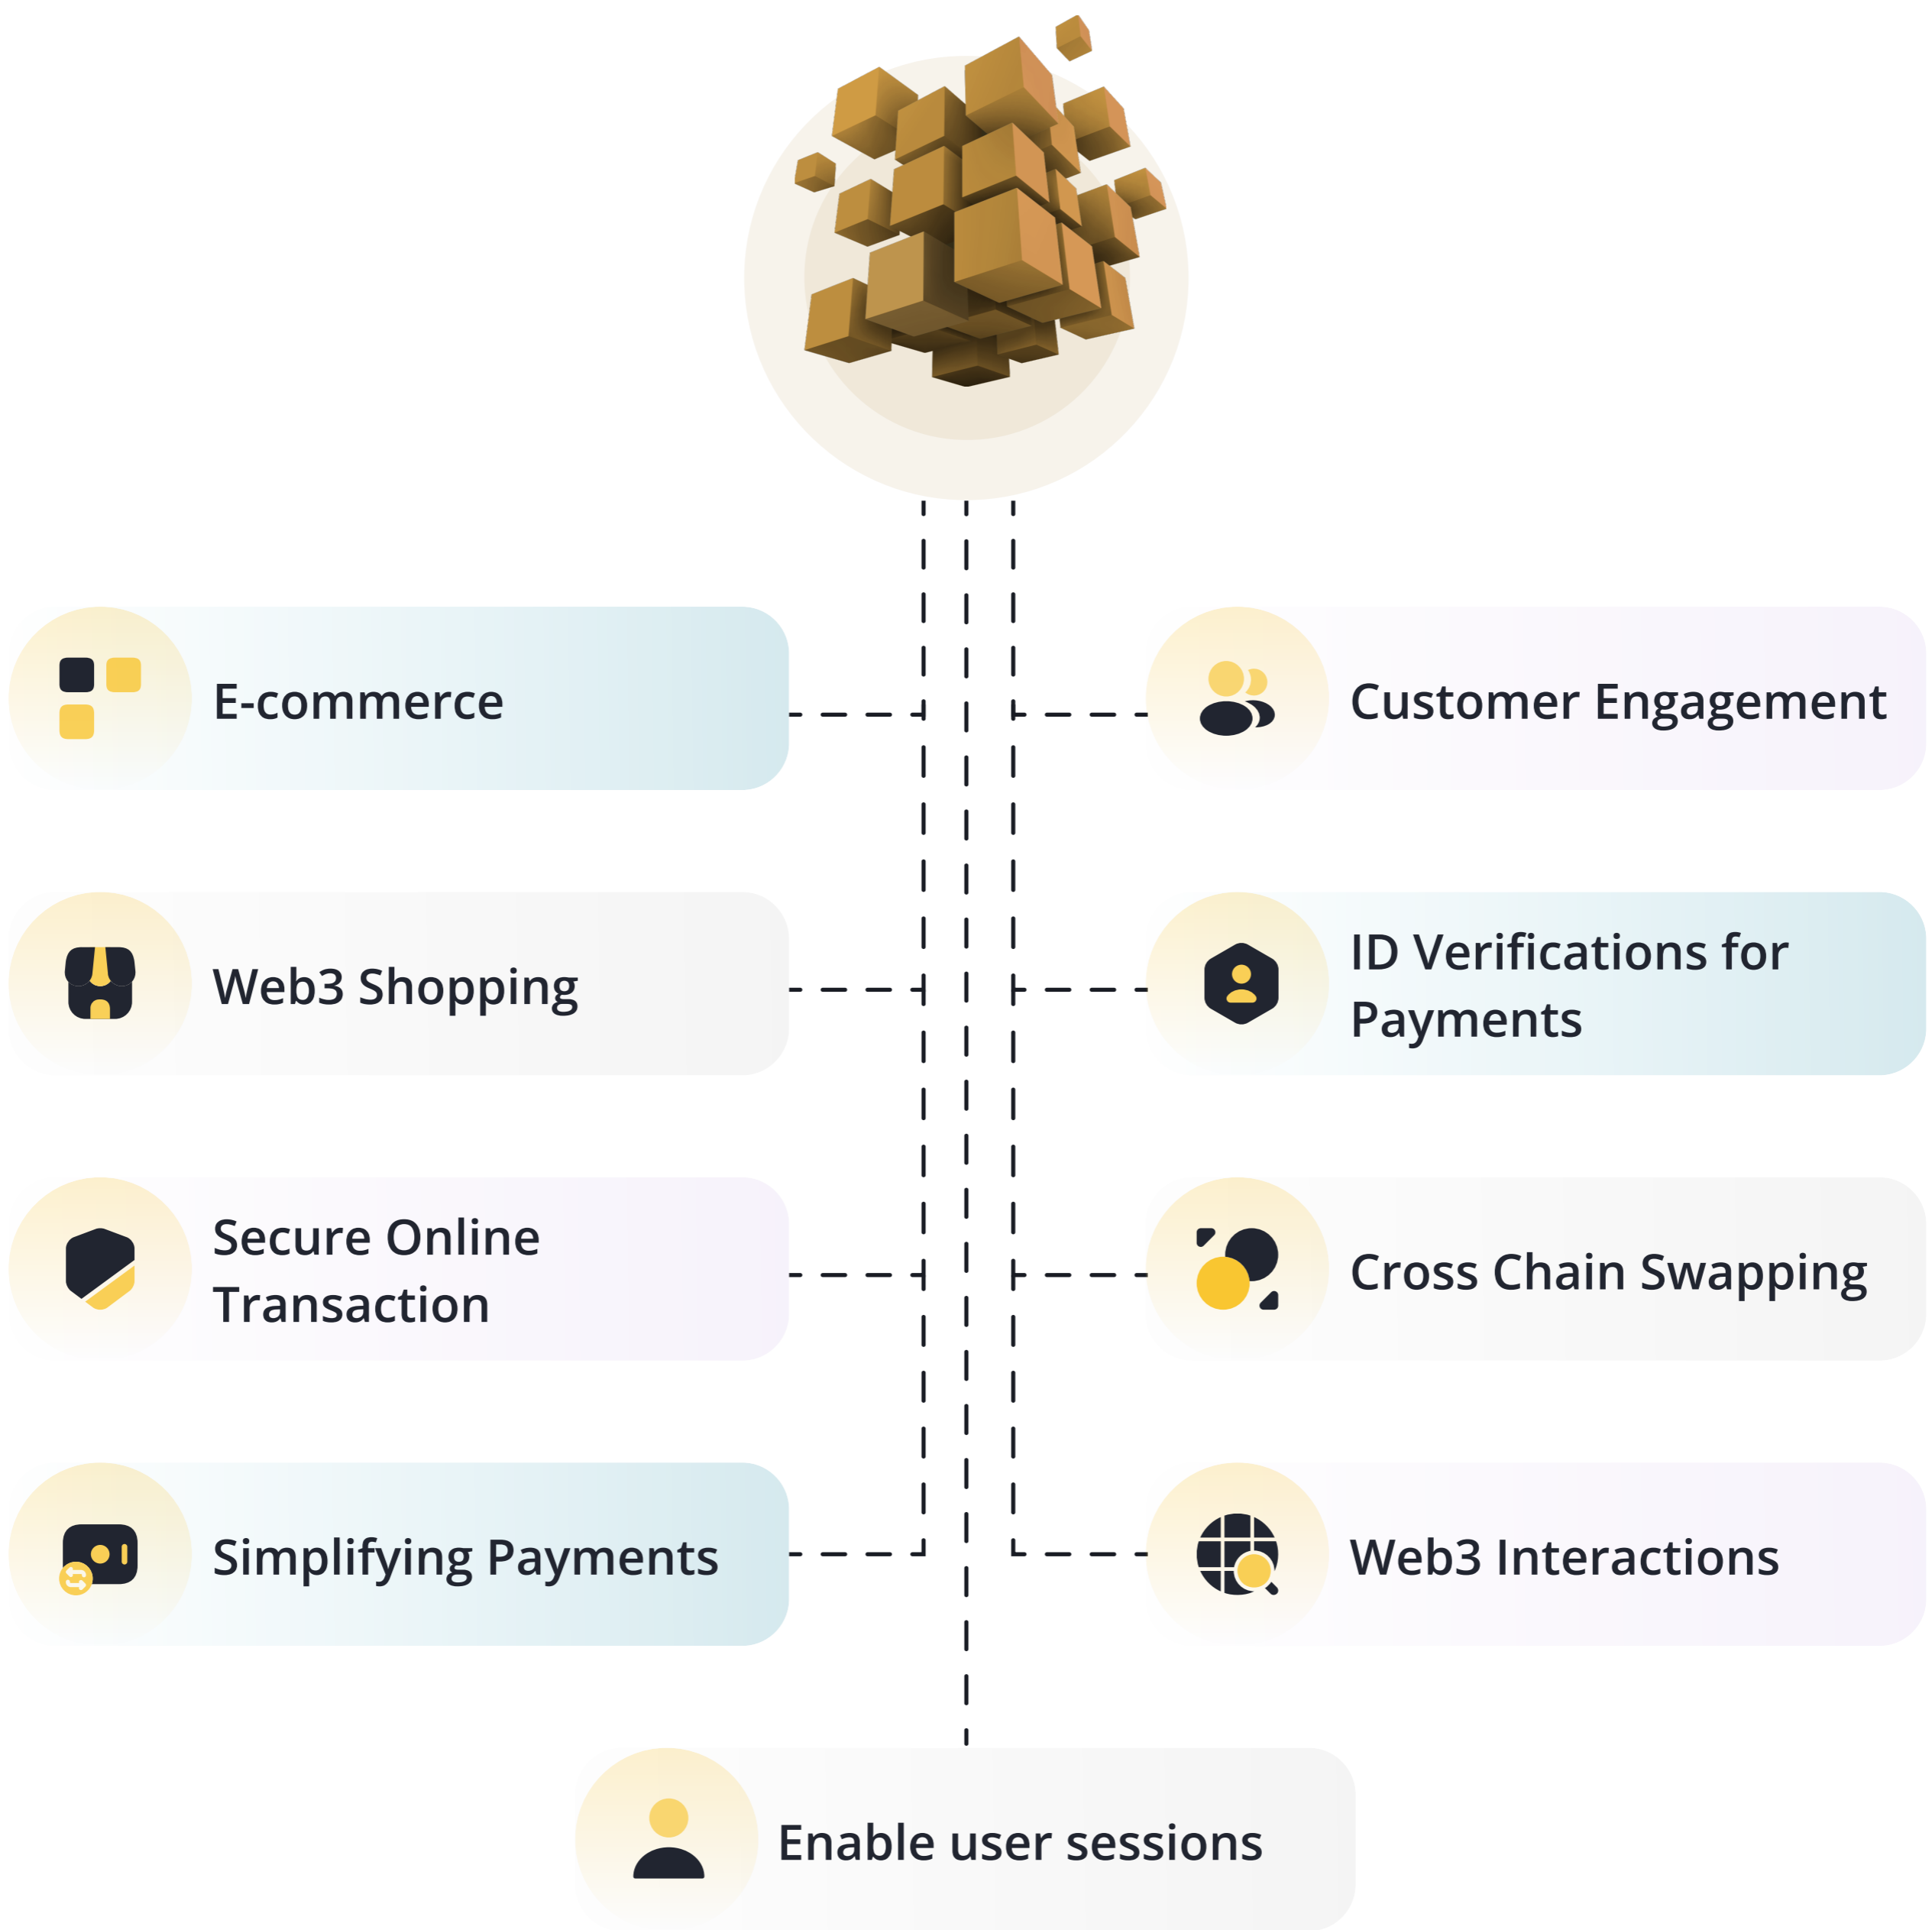 E-commerce
Customer Engagement
Web3 Shopping
ID Verifications for
Payments
Secure Online
Transaction
Cross Chain Swapping
Simplifying Payments
Web3 Interactions
Enable user sessions